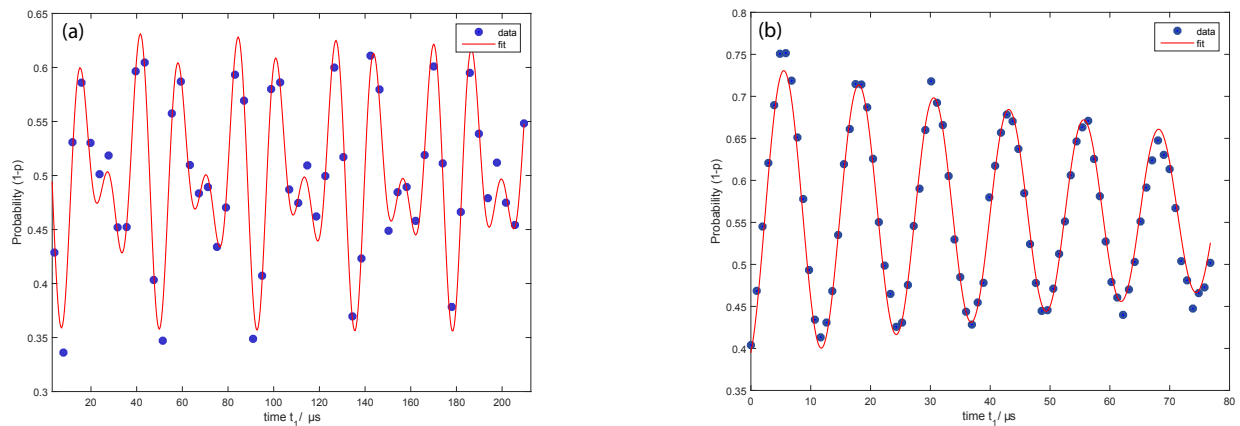 (a)
data
fit
0.65
0.6
0.55
0.5
0.45
0.4
0.35
0.3
Probability (1-p)
20 40 60 80 100 120 140 160 180 200
time t₁/ µs
(b)
data
fit
0.8
0.75
0.7
0.65
0.6
0.55
0.5
0.45
0.4
0.35
Probability (1-p)
0 10 20 30 40 50 60 70 80
time t₁/ µs